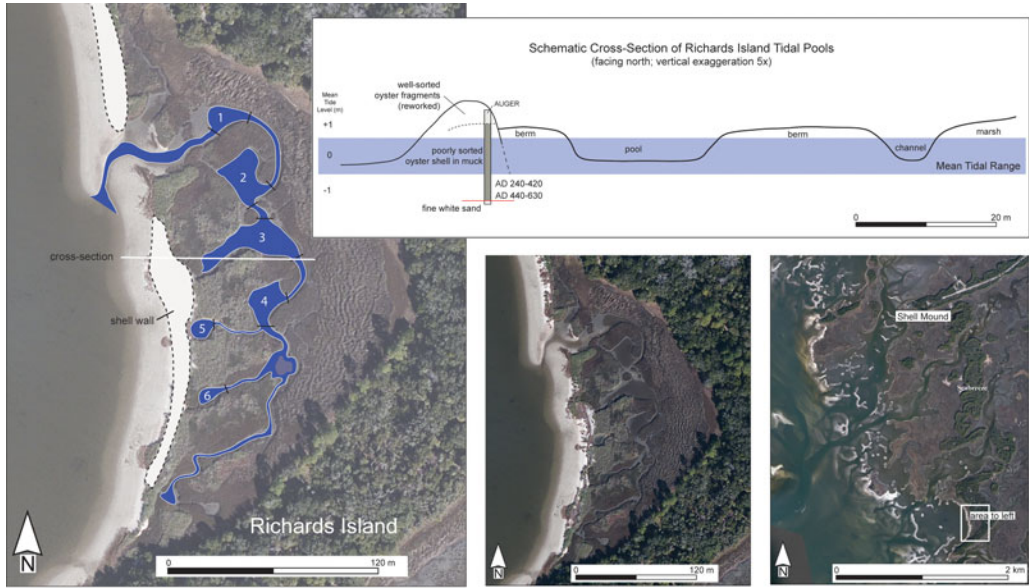 1
2
3
cross-section
4
shell wall
5
6
Richards Island
N
0
120 m
Schematic Cross-Section of Richards Island Tidal Pools
(facing north; vertical exaggeration 5x)
Mean
Tide
Level (m)
+1
0
-1
well-sorted
oyster fragments
(reworked)
AUGER
berm
poorly sorted
oyster shell in muck
pool
berm
channel
marsh
Mean Tidal Range
AD 240-420
AD 440-630
fine white sand
0
20 m
N
0
120 m
Shell Mound
area to left
N
0
2 km